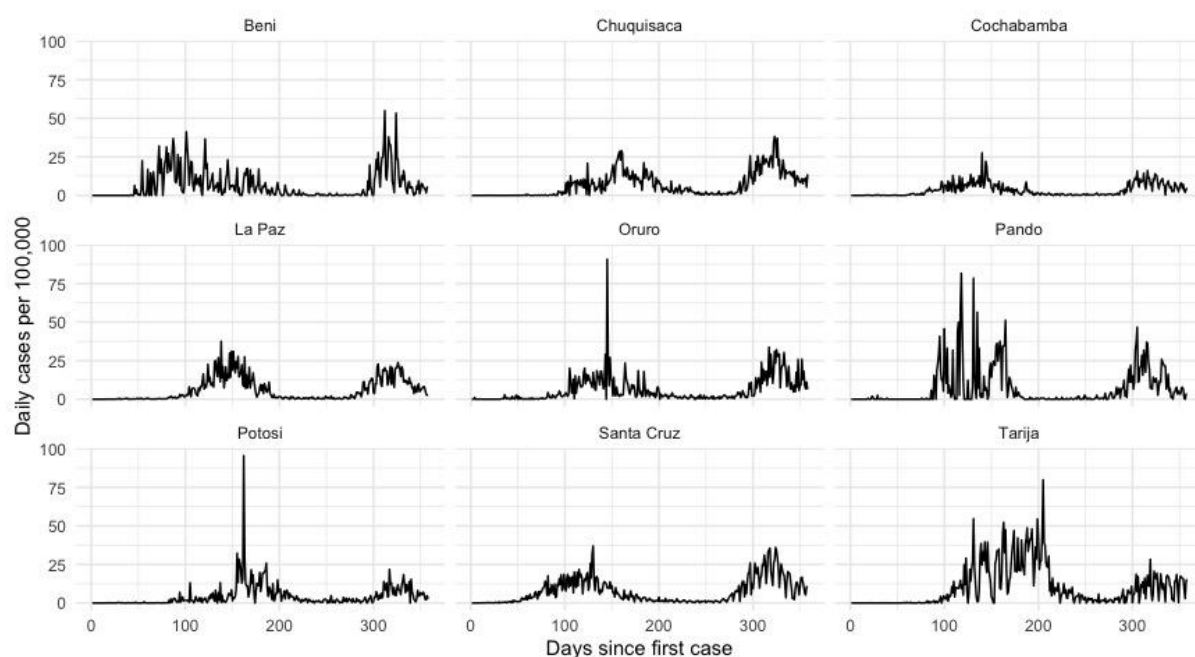 Beni
Chuquisaca
Cochabamba
100
75
50
25
0
La Paz
Oruro
Pando
100
75
50
25
0
Daily cases per 100,000
Potosi
Santa Cruz
Tarija
100
75
50
25
0
0 100 200 300
0 100 200 300
0 100 200 300
Days since first case